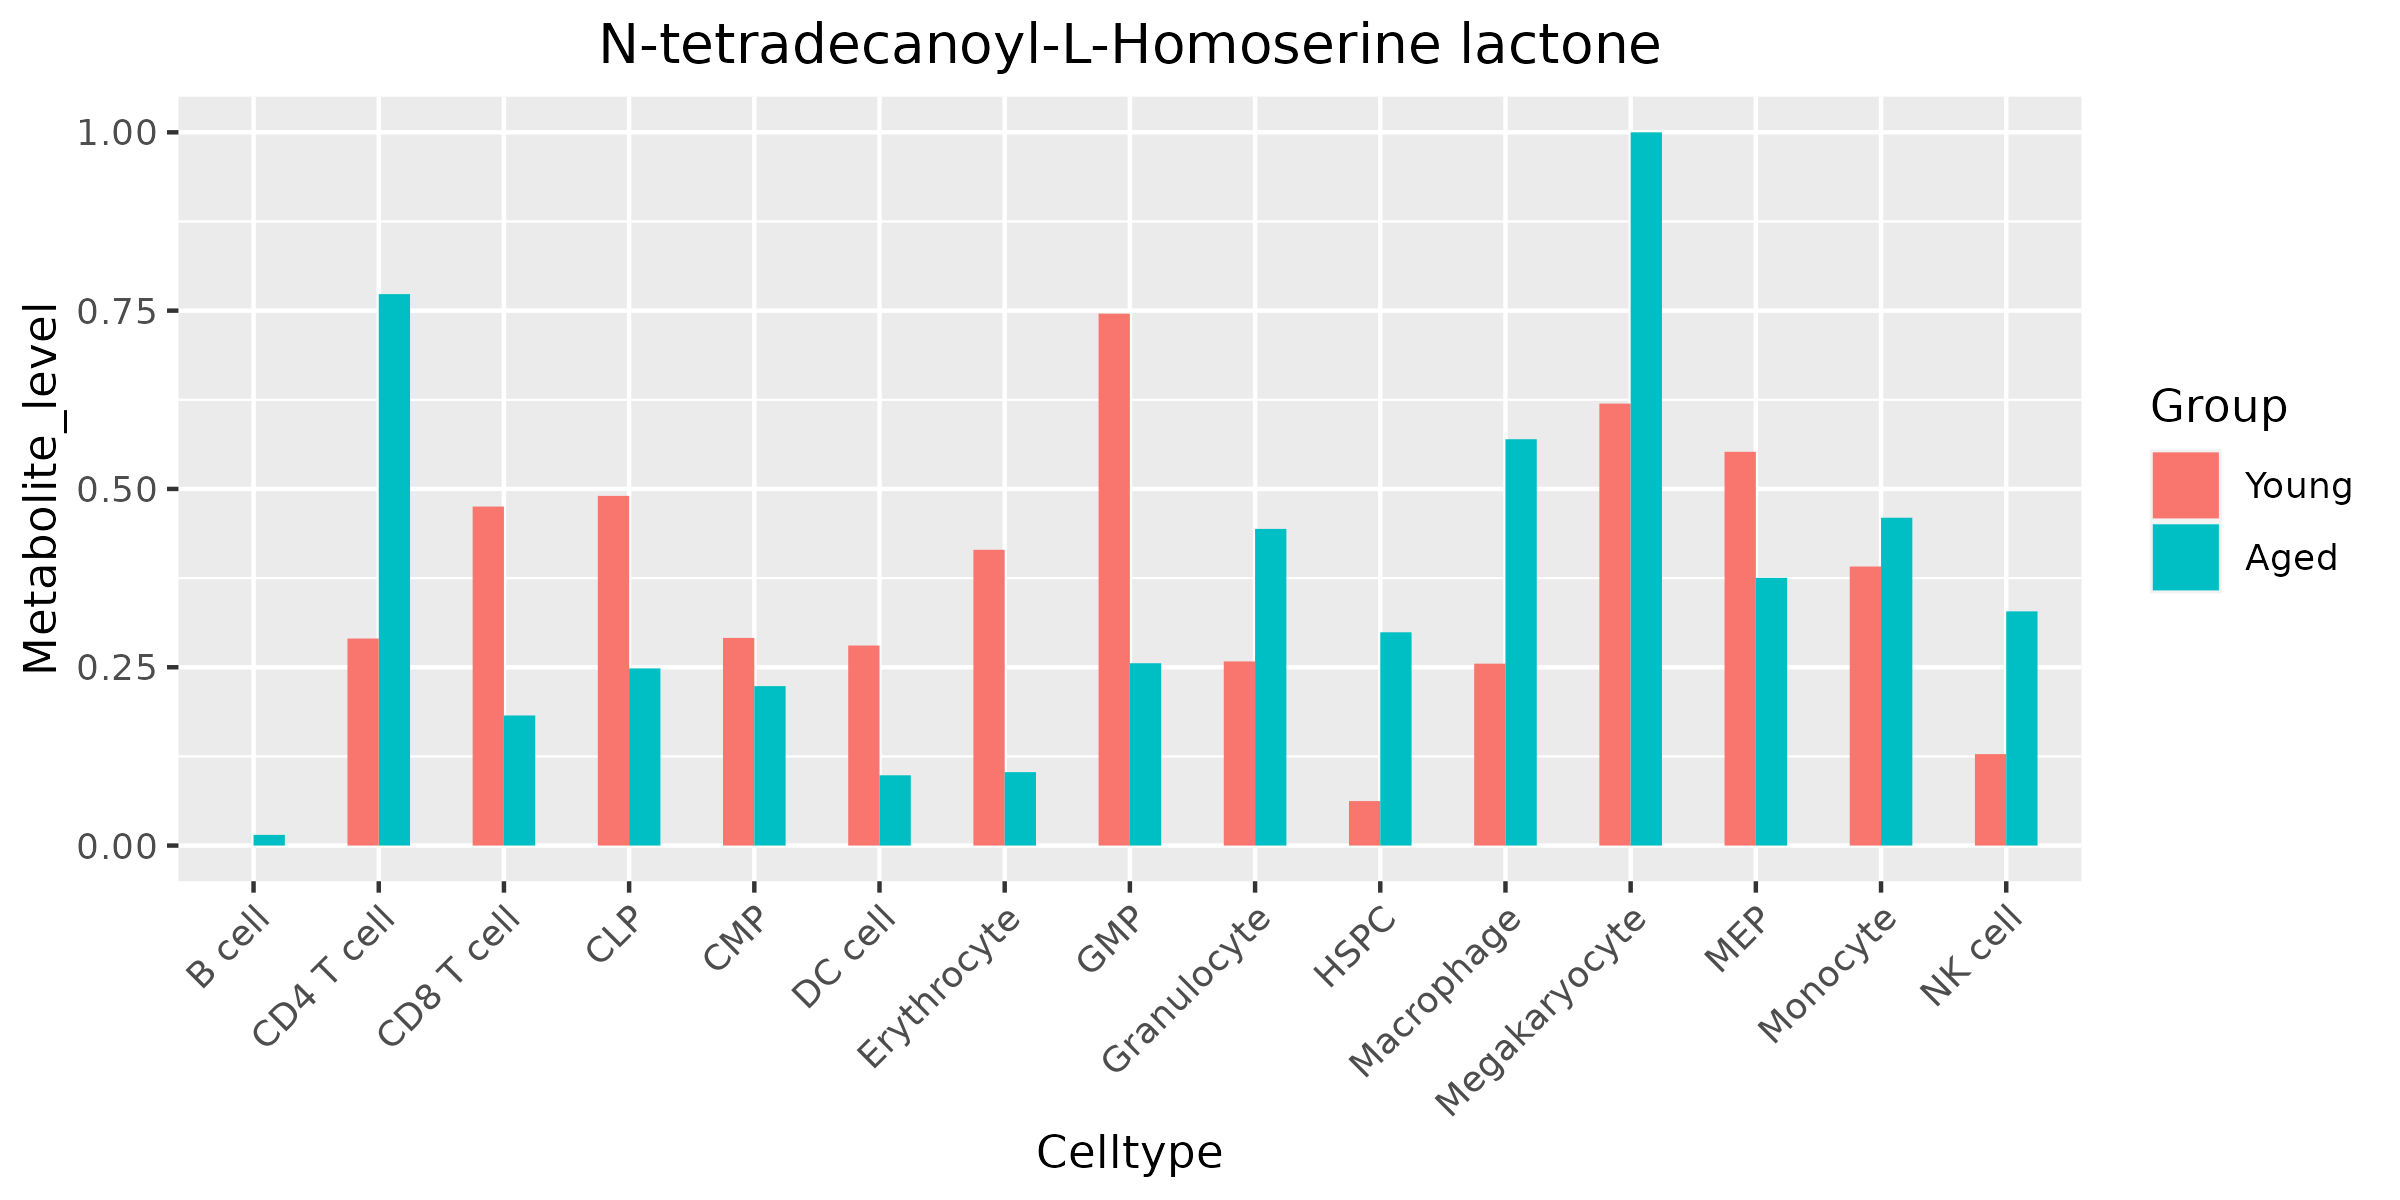 N-tetradecanoyl-L-Homoserine lactone
Metabolite_level
1.00
0.75
0.50
0.25
0.00
B cell
CD4 T cell
CD8 T cell
CLP
CMP
DC cell
Erythrocyte
GMP
Granulocyte
HSPC
Macrophage
Megakaryocyte
MEP
Monocyte
NK cell
Celltype
Group
Young
Aged